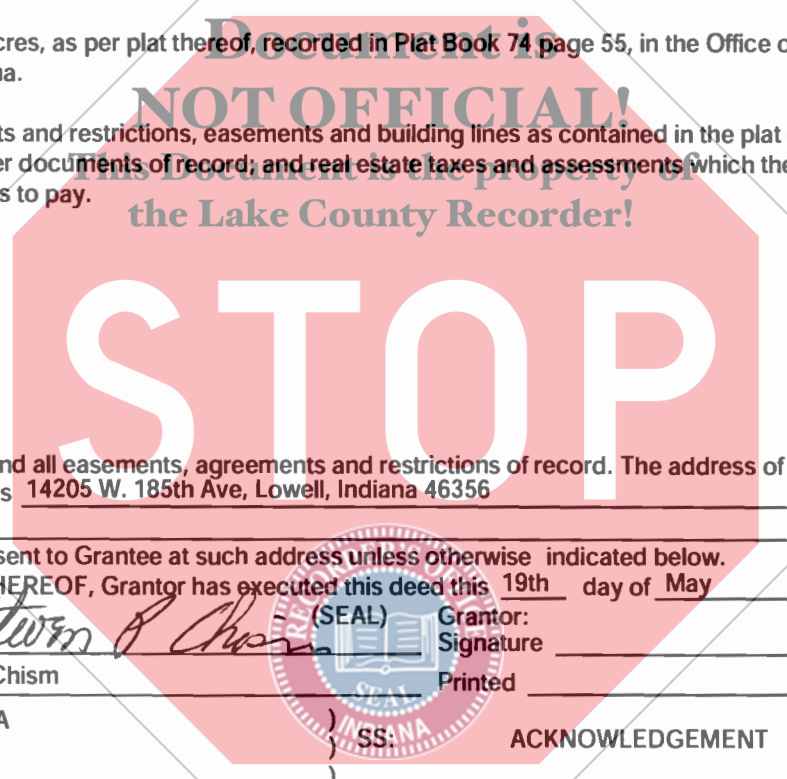 cres, as per plat thereof, recorded in Plat Book 74 page 55, in the Office o
na.
Document is
NOT OFFICIAL!
This Document is the property of
the Lake County Recorder!
ts and restrictions, easements and building lines as contained in the plat
er documents of record; and real estate taxes and assessments which the
s to pay.
STOP
nd all easements, agreements and restrictions of record. The address of
s 14205 W. 185th Ave, Lowell, Indiana 46356
sent to Grantee at such address unless otherwise indicated below.
HEREOF, Grantor has executed this deed this 19th day of May
(SEAL) Grantor:
R Chism Signature
Chism Printed
A
SS: ACKNOWLEDGEMENT
SEAL
INDIANA